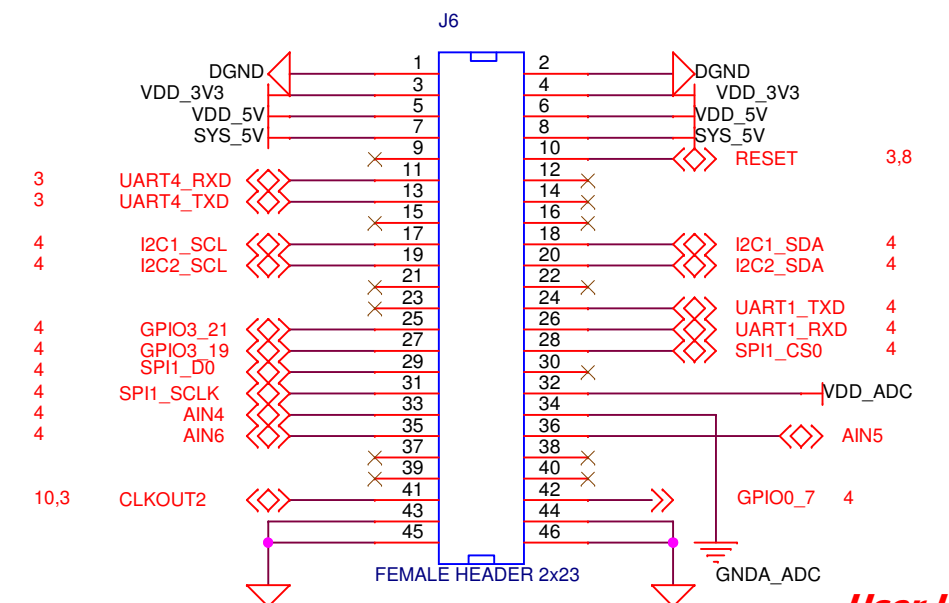 J6
DGND 1 2 DGND
VDD_3V3 3 4 VDD_3V3
VDD_5V 5 6 VDD_5V
SYS_5V 7 8 SYS_5V
9 10 RESET 3,8
3 UART4_RXD 11 12
3 UART4_TXD 13 14
15 16
4 I2C1_SCL 17 18 I2C1_SDA 4
4 I2C2_SCL 19 20 I2C2_SDA 4
21 22
23 24 UART1_TXD 4
4 GPIO3_21 25 26 UART1_RXD 4
4 GPIO3_19 27 28 SPI1_CS0 4
4 SPI1_D0 29 30
4 SPI1_SCLK 31 32 VDD_ADC
4 AIN4 33 34
4 AIN6 35 36 AIN5
37 38
39 40
10,3 CLKOUT2 41 42 GPIO0_7 4
43 44
45 46
FEMALE HEADER 2x23 GNDA_ADC